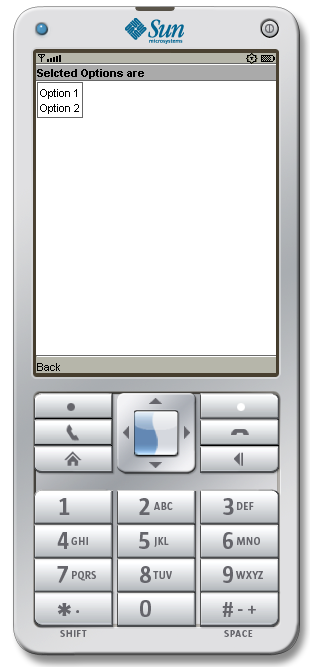 Sun
microsystems
Selcted Options are
Option 1
Option 2
Back
1 2 ABC 3 DEF
4 GHI 5 JKL 6 MNO
7 PQRS 8 TUV 9 WXYZ
* . 0 # - +
SHIFT SPACE